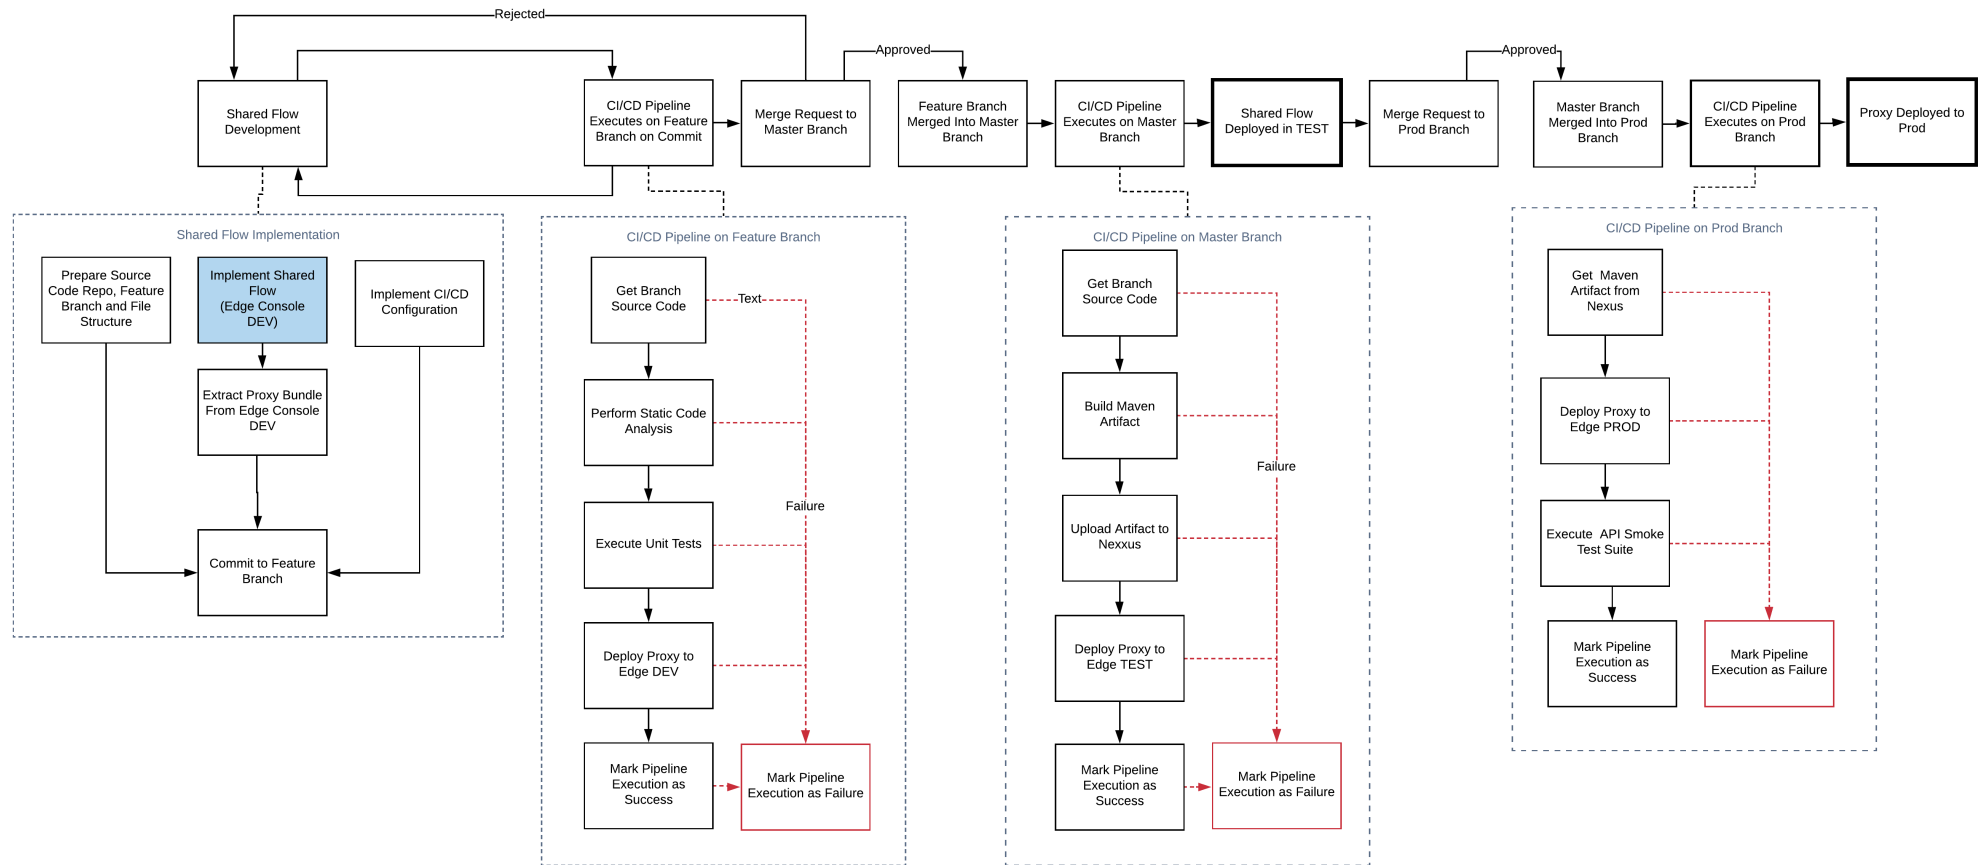 Rejected
Approved
Approved
Shared Flow
Development
CI/CD Pipeline
Executes on Feature
Branch on Commit
Merge Request to
Master Branch
Feature Branch
Merged Into Master
Branch
CI/CD Pipeline
Executes on Master
Branch
Shared Flow
Deployed in TEST
Merge Request to
Prod Branch
Master Branch
Merged Into Prod
Branch
CI/CD Pipeline
Executes on Prod
Branch
Proxy Deployed to
Prod
Shared Flow Implementation
Prepare Source
Code Repo, Feature
Branch and File
Structure
Implement Shared
Flow
(Edge Console
DEV)
Implement CI/CD
Configuration
Extract Proxy Bundle
From Edge Console
DEV
Commit to Feature
Branch
CI/CD Pipeline on Feature Branch
Get Branch
Source Code
Text
Perform Static Code
Analysis
Failure
Execute Unit Tests
Deploy Proxy to
Edge DEV
Mark Pipeline
Execution as
Success
Mark Pipeline
Execution as Failure
CI/CD Pipeline on Master Branch
Get Branch
Source Code
Build Maven
Artifact
Failure
Upload Artifact to
Nexxus
Deploy Proxy to
Edge TEST
Mark Pipeline
Execution as
Success
Mark Pipeline
Execution as Failure
CI/CD Pipeline on Prod Branch
Get  Maven
Artifact from
Nexus
Deploy Proxy to
Edge PROD
Execute  API Smoke
Test Suite
Mark Pipeline
Execution as
Success
Mark Pipeline
Execution as Failure